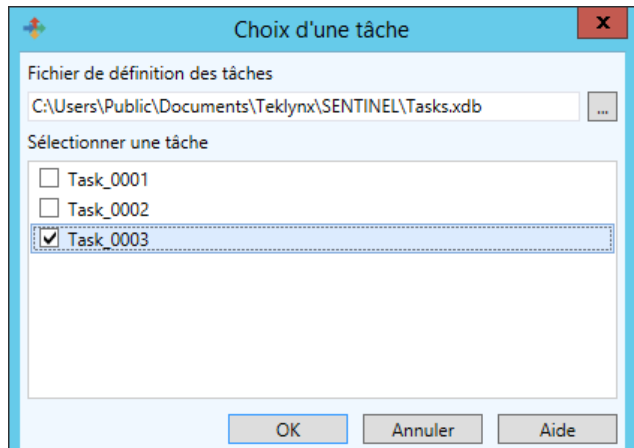 Choix d'une tâche
Fichier de définition des tâches
C:\Users\Public\Documents\Teklynx\SENTINEL\Tasks.xdb
...
Sélectionner une tâche
Task_0001
Task_0002
Task_0003
OK Annuler Aide